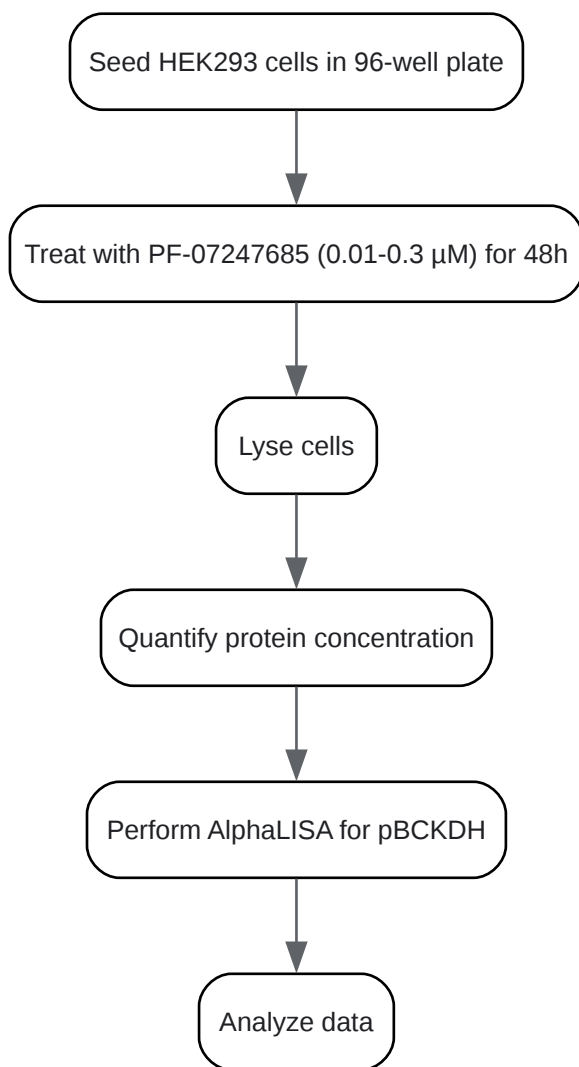 Seed HEK293 cells in 96-well plate
Treat with PF-07247685 (0.01-0.3 µM) for 48h
Lyse cells
Quantify protein concentration
Perform AlphaLISA for pBCKDH
Analyze data